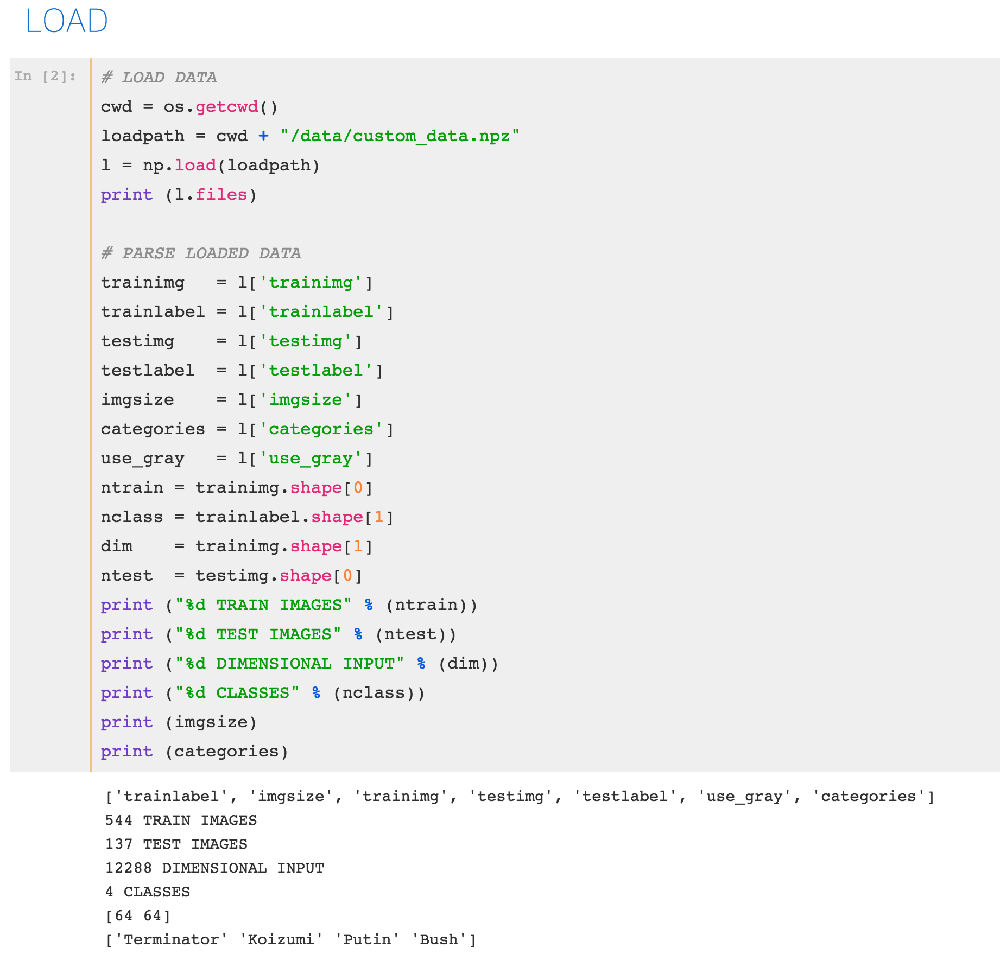 LOAD
In [2]:
# LOAD DATA
cwd = os.getcwd()
loadpath = cwd + "/data/custom_data.npz"
l = np.load(loadpath)
print (l.files)

# PARSE LOADED DATA
trainimg   = l['trainimg']
trainlabel = l['trainlabel']
testimg    = l['testimg']
testlabel  = l['testlabel']
imgsize    = l['imgsize']
categories = l['categories']
use_gray   = l['use_gray']
ntrain = trainimg.shape[0]
nclass = trainlabel.shape[1]
dim    = trainimg.shape[1]
ntest  = testimg.shape[0]
print ("%d TRAIN IMAGES" % (ntrain))
print ("%d TEST IMAGES" % (ntest))
print ("%d DIMENSIONAL INPUT" % (dim))
print ("%d CLASSES" % (nclass))
print (imgsize)
print (categories)
['trainlabel', 'imgsize', 'trainimg', 'testimg', 'testlabel', 'use_gray', 'categories']
544 TRAIN IMAGES
137 TEST IMAGES
12288 DIMENSIONAL INPUT
4 CLASSES
[64 64]
['Terminator' 'Koizumi' 'Putin' 'Bush']